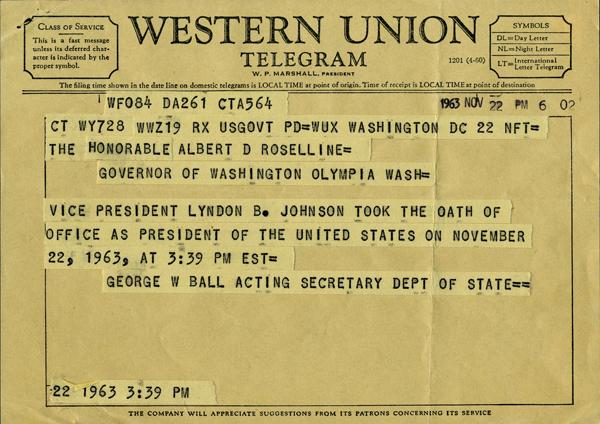 CLASS OF SERVICE
This is a fast message
unless its deferred char-
acter is indicated by the
proper symbol.
WESTERN UNION
TELEGRAM
W. P. MARSHALL, PRESIDENT
1201 (4-60)
SYMBOLS
DL=Day Letter
NL=Night Letter
LT=International Letter Telegram
The filing time shown in the date line on domestic telegrams is LOCAL TIME at point of origin. Time of receipt is LOCAL TIME at point of destination
WF084 DA261 CTA564
1963 NOV 22 PM 6 02
CT WY728 WWZ19 RX USGOVT PD=WUX WASHINGTON DC 22 NFT=
THE HONORABLE ALBERT D ROSELLINE=
GOVERNOR OF WASHINGTON OLYMPIA WASH=
VICE PRESIDENT LYNDON B. JOHNSON TOOK THE OATH OF
OFFICE AS PRESIDENT OF THE UNITED STATES ON NOVEMBER
22, 1963, AT 3:39 PM EST=
GEORGE W BALL ACTING SECRETARY DEPT OF STATE==
22 1963 3:39 PM
THE COMPANY WILL APPRECIATE SUGGESTIONS FROM ITS PATRONS CONCERNING ITS SERVICE